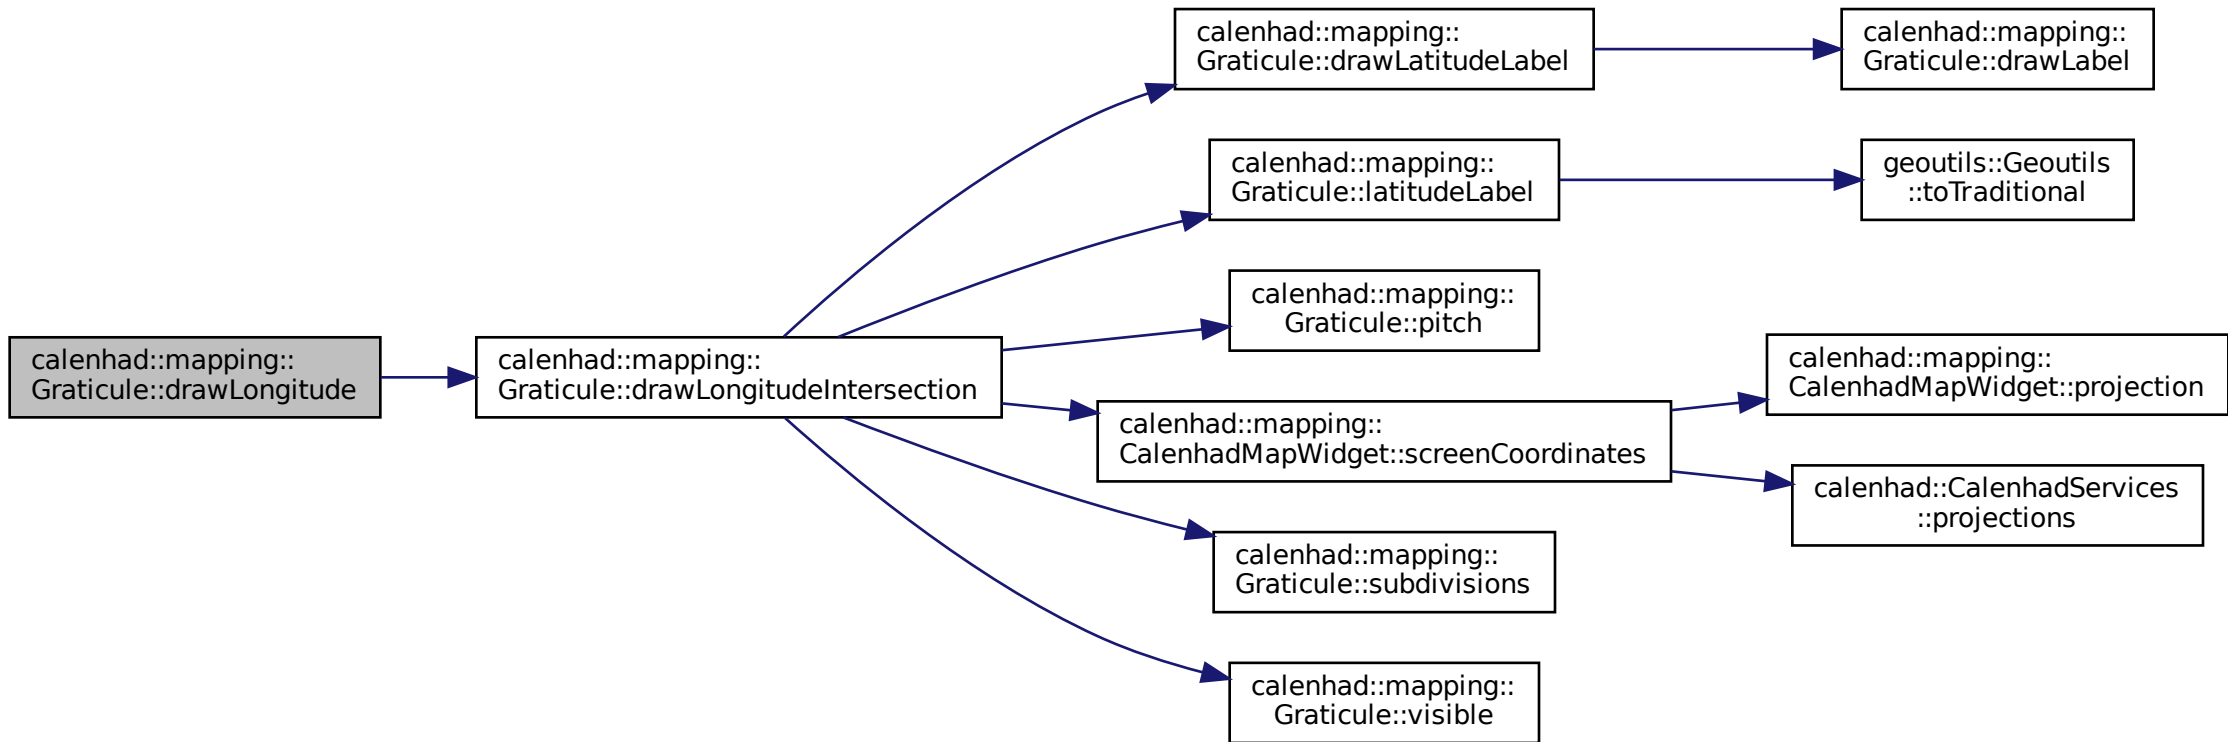 calenhad::mapping::
Graticule::drawLongitude
calenhad::mapping::
Graticule::drawLongitudeIntersection
calenhad::mapping::
Graticule::drawLatitudeLabel
calenhad::mapping::
Graticule::drawLabel
calenhad::mapping::
Graticule::latitudeLabel
geoutils::Geoutils
::toTraditional
calenhad::mapping::
Graticule::pitch
calenhad::mapping::
CalenhadMapWidget::screenCoordinates
calenhad::mapping::
CalenhadMapWidget::projection
calenhad::CalenhadServices
::projections
calenhad::mapping::
Graticule::subdivisions
calenhad::mapping::
Graticule::visible